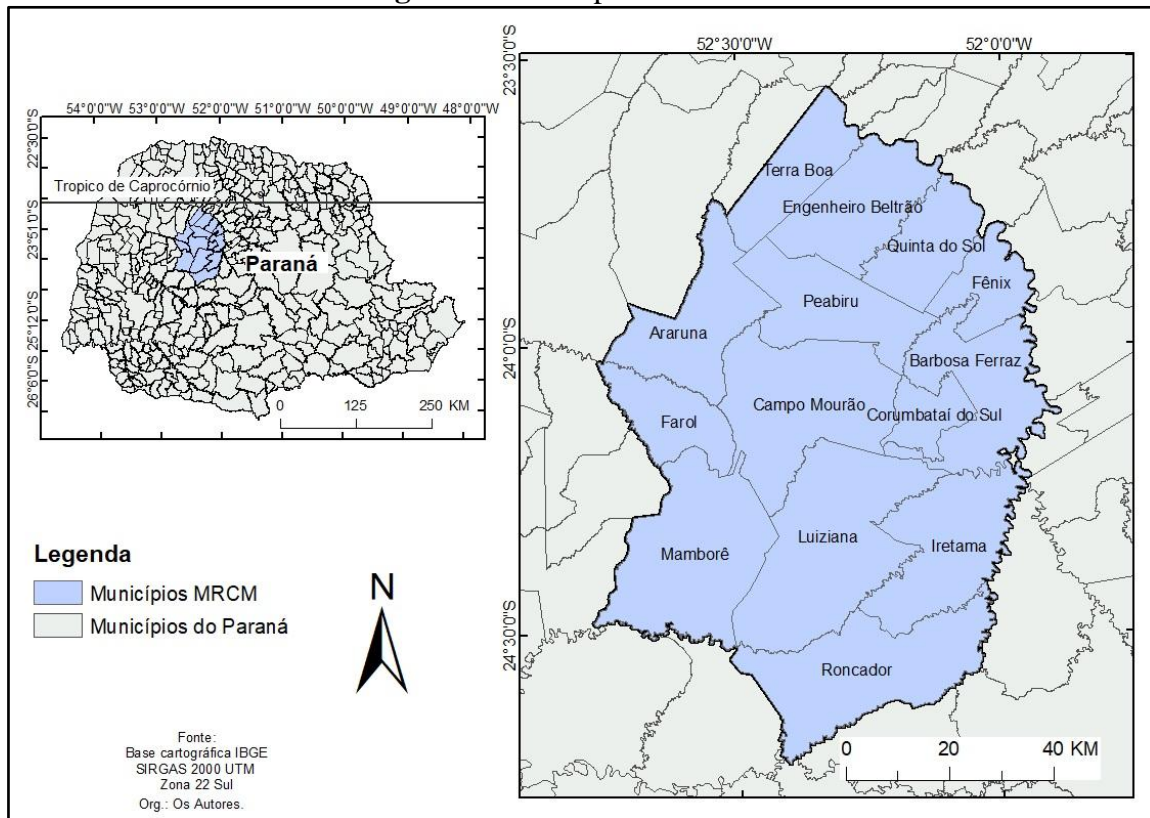 54°0'0"W 53°0'0"W 52°0'0"W 51°0'0"W 50°0'0"W 49°0'0"W 48°0'0"W
22°30'0"S
23°51'0"S
23°51'0"S
25°12'0"S
26°6'0"S
Tropico de Caprocórnio
Paraná
0 125 250 KM
Legenda
Municípios MRCM
Municípios do Paraná
N
Fonte:
Base cartográfica IBGE
SIRGAS 2000 UTM
Zona 22 Sul
Org.: Os Autores.
52°30'0"W 52°0'0"W
23°30'0"S
24°0'0"S
24°30'0"S
Terra Boa
Engenheiro Beltrão
Quinta do Sol
Fênix
Peabiru
Araruna
Barbosa Ferraz
Campo Mourão
Corumbataí do Sul
Farol
Luiziana
Iretama
Mamborê
Roncador
0 20 40 KM